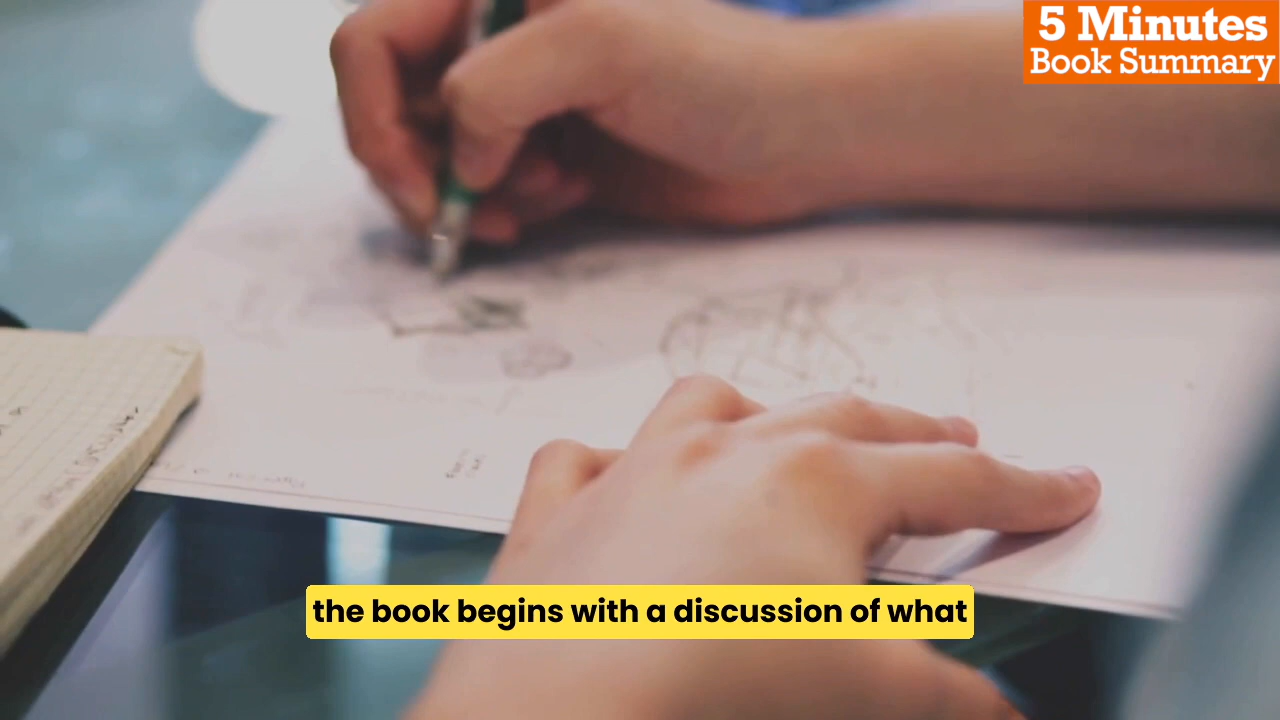 5 Minutes
Book Summary
the book begins with a discussion of what